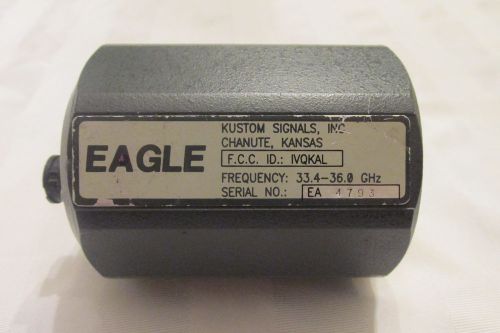 EAGLE
KUSTOM SIGNALS, INC
CHANUTE, KANSAS
F.C.C. ID.: IVQKAL
FREQUENCY: 33.4-36.0 GHz
SERIAL NO.: EA 4793